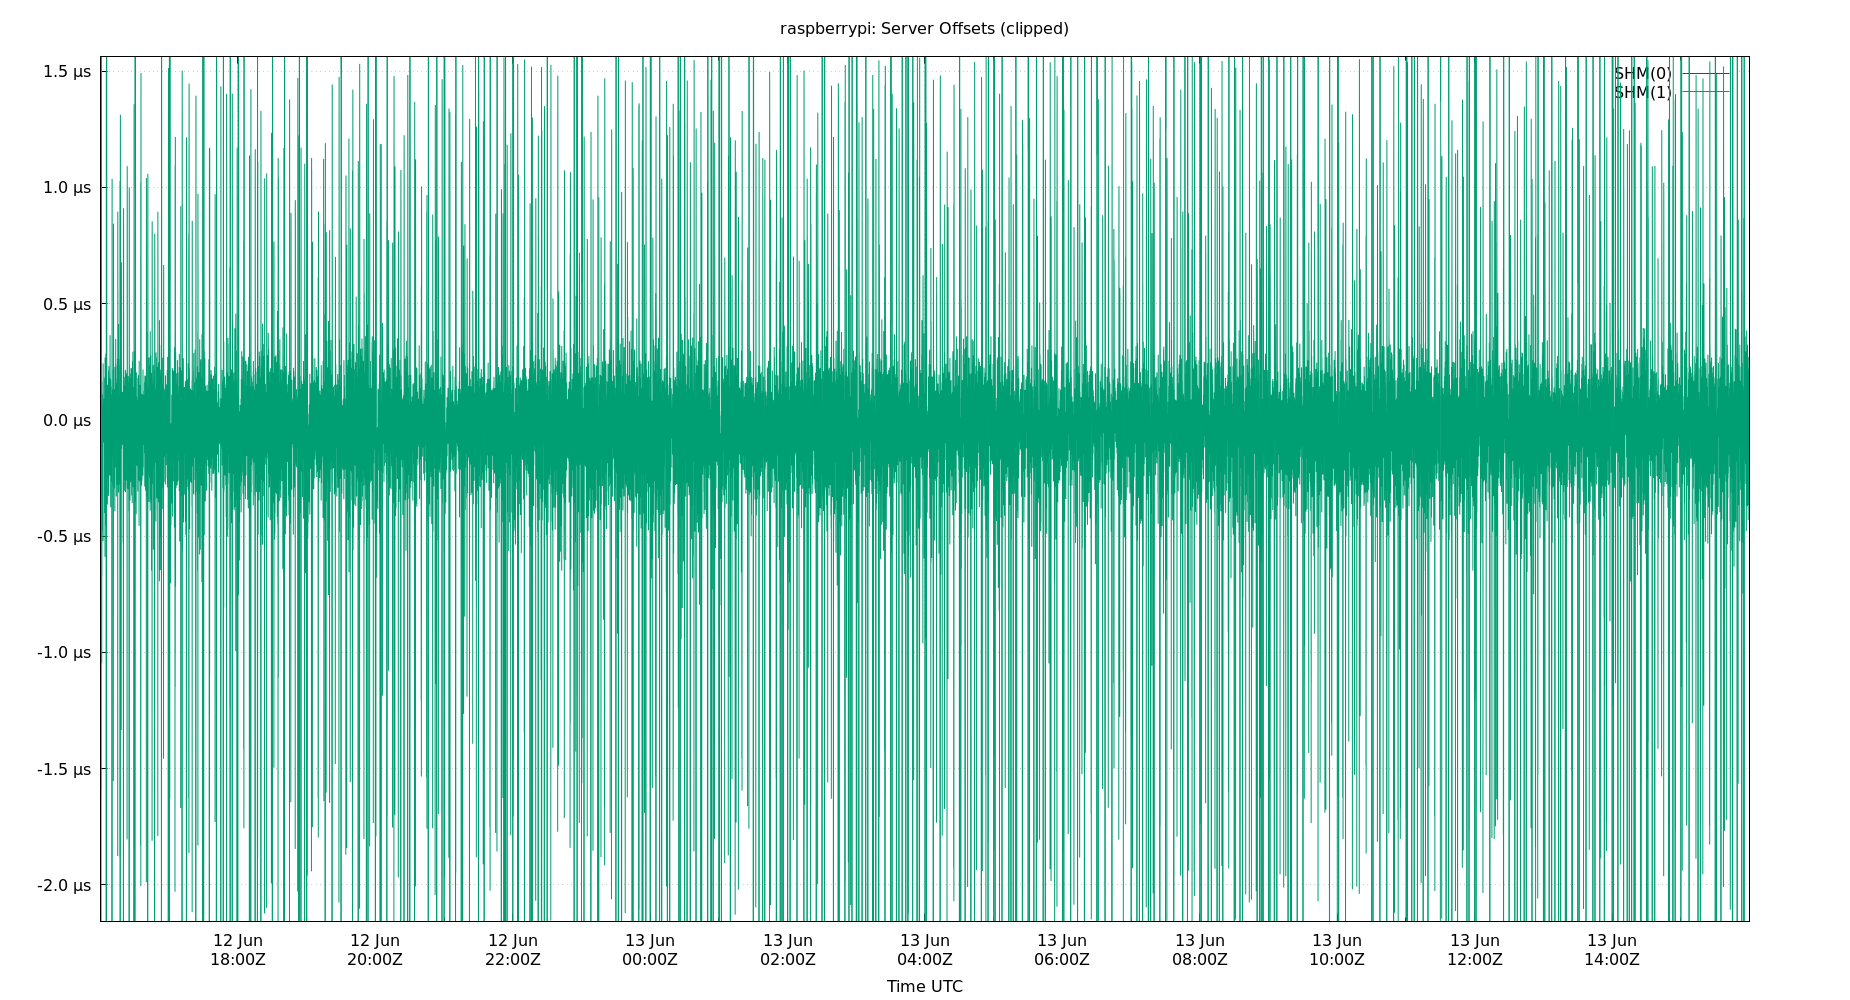 raspberrypi: Server Offsets (clipped)
1.5 µs
SHM(0)
SHM(1)
1.0 µs
0.5 µs
0.0 µs
-0.5 µs
-1.0 µs
-1.5 µs
-2.0 µs
12 Jun 12 Jun 12 Jun 13 Jun 13 Jun 13 Jun 13 Jun 13 Jun 13 Jun 13 Jun 13 Jun
18:00Z 20:00Z 22:00Z 00:00Z 02:00Z 04:00Z 06:00Z 08:00Z 10:00Z 12:00Z 14:00Z
Time UTC